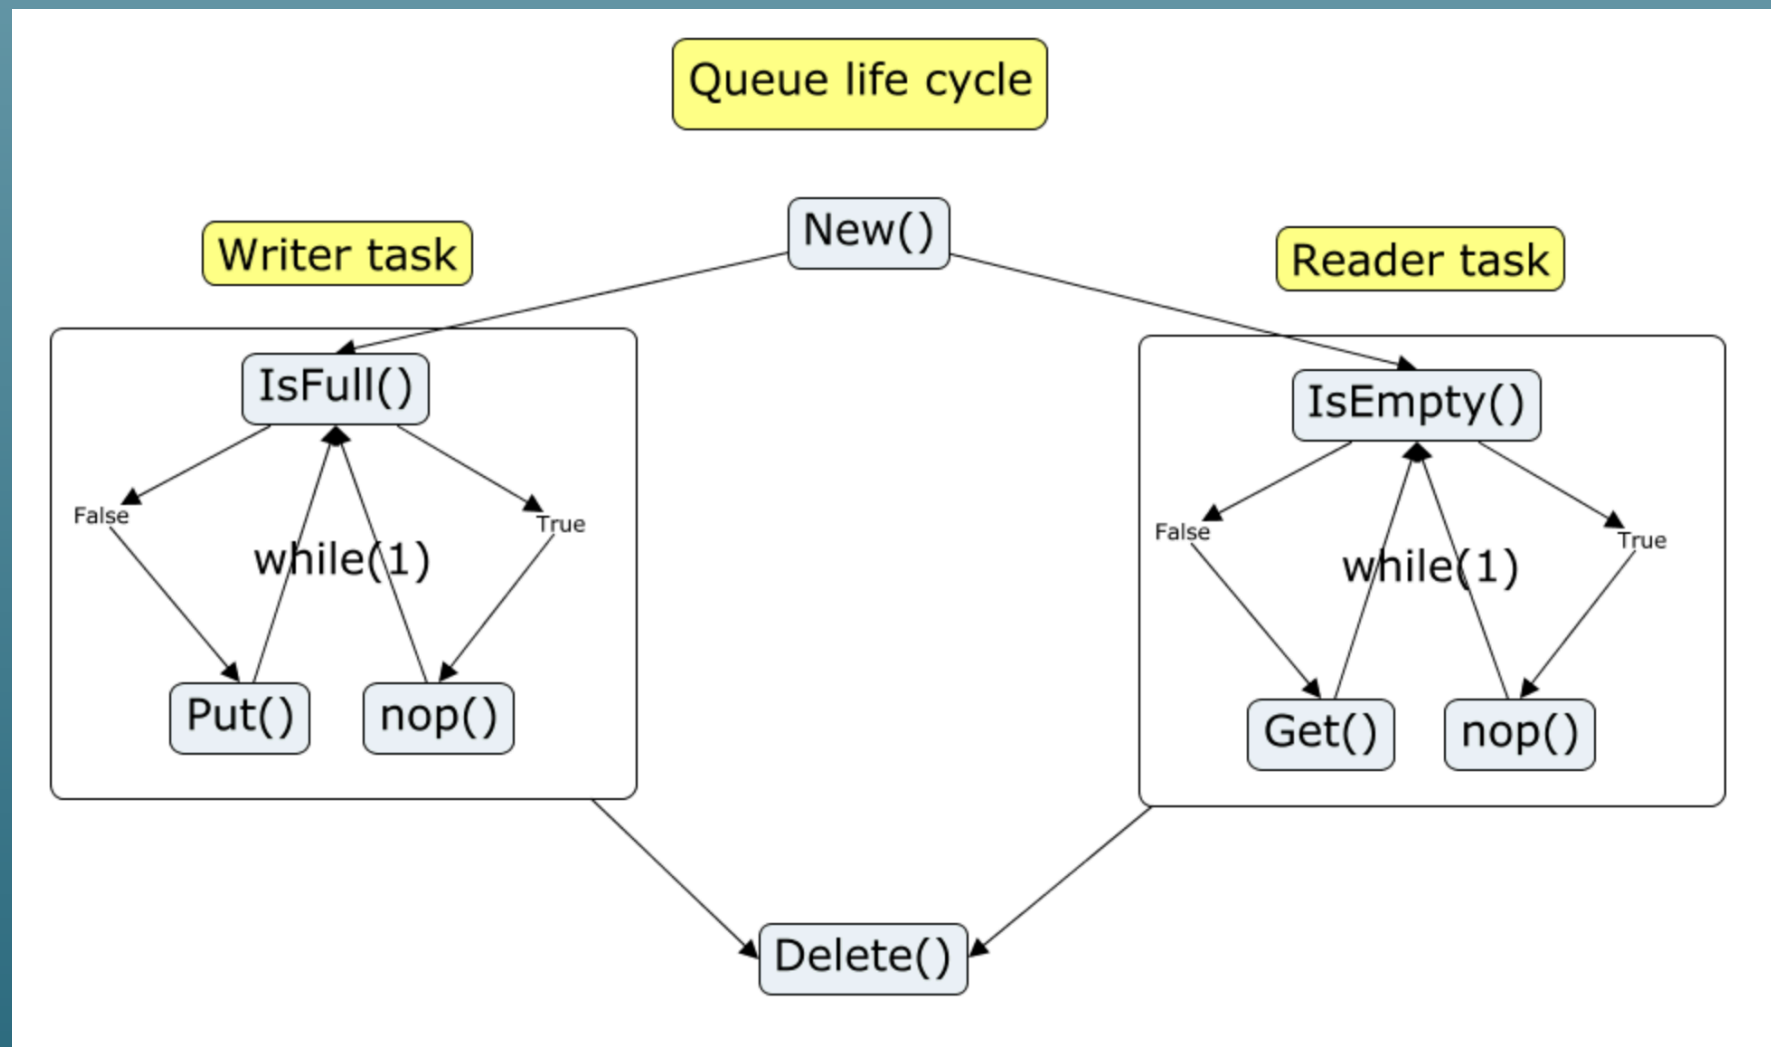 Queue life cycle
New()
Writer task
Reader task
IsFull()
False
True
while(1)
Put()
nop()
IsEmpty()
False
True
while(1)
Get()
nop()
Delete()